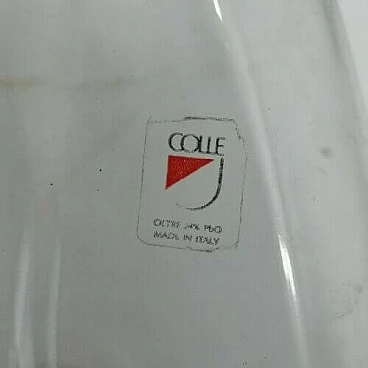 COLLE
OLTRE 24% PbO
MADE IN ITALY